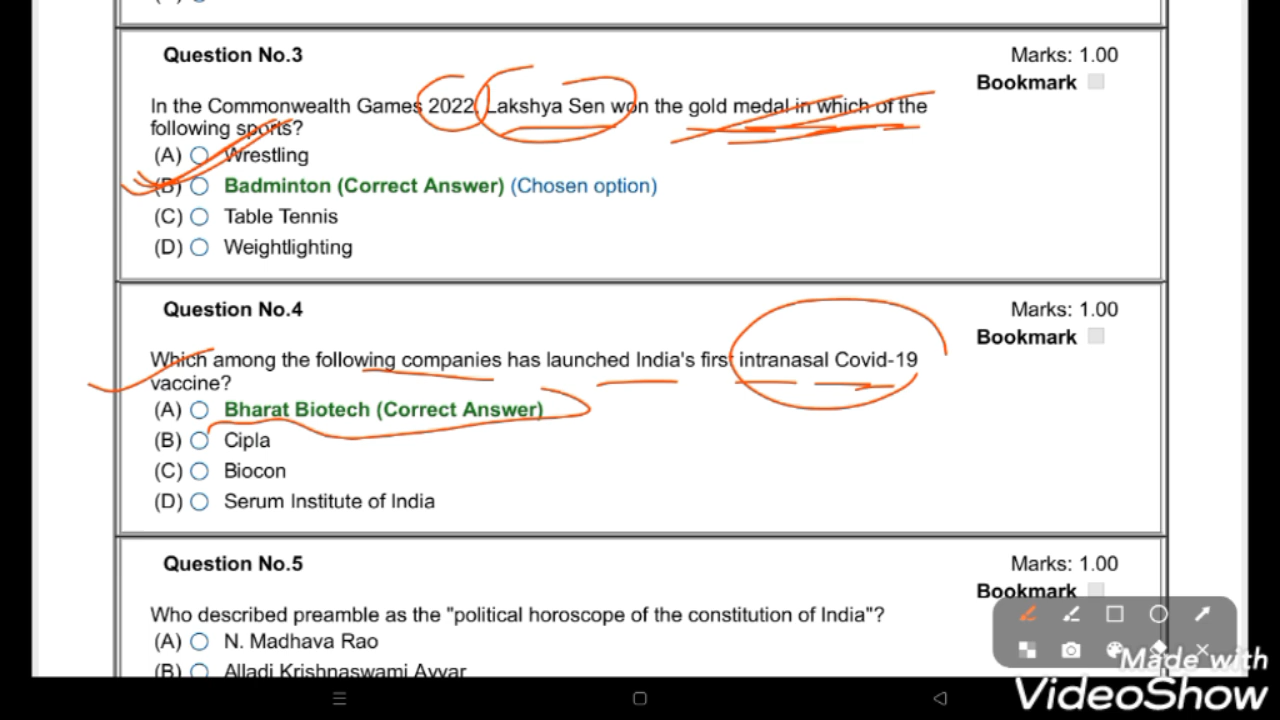 Question No.3
Marks: 1.00
Bookmark
In the Commonwealth Games 2022, Lakshya Sen won the gold medal in which of the
following sports?
(A) Wrestling
(B) Badminton (Correct Answer) (Chosen option)
(C) Table Tennis
(D) Weightlighting
Question No.4
Marks: 1.00
Bookmark
Which among the following companies has launched India's first intranasal Covid-19
vaccine?
(A) Bharat Biotech (Correct Answer)
(B) Cipla
(C) Biocon
(D) Serum Institute of India
Question No.5
Marks: 1.00
Bookmark
Who described preamble as the "political horoscope of the constitution of India"?
(A) N. Madhava Rao
(B) Alladi Krishnaswami Ayyar
Made with
VideoShow